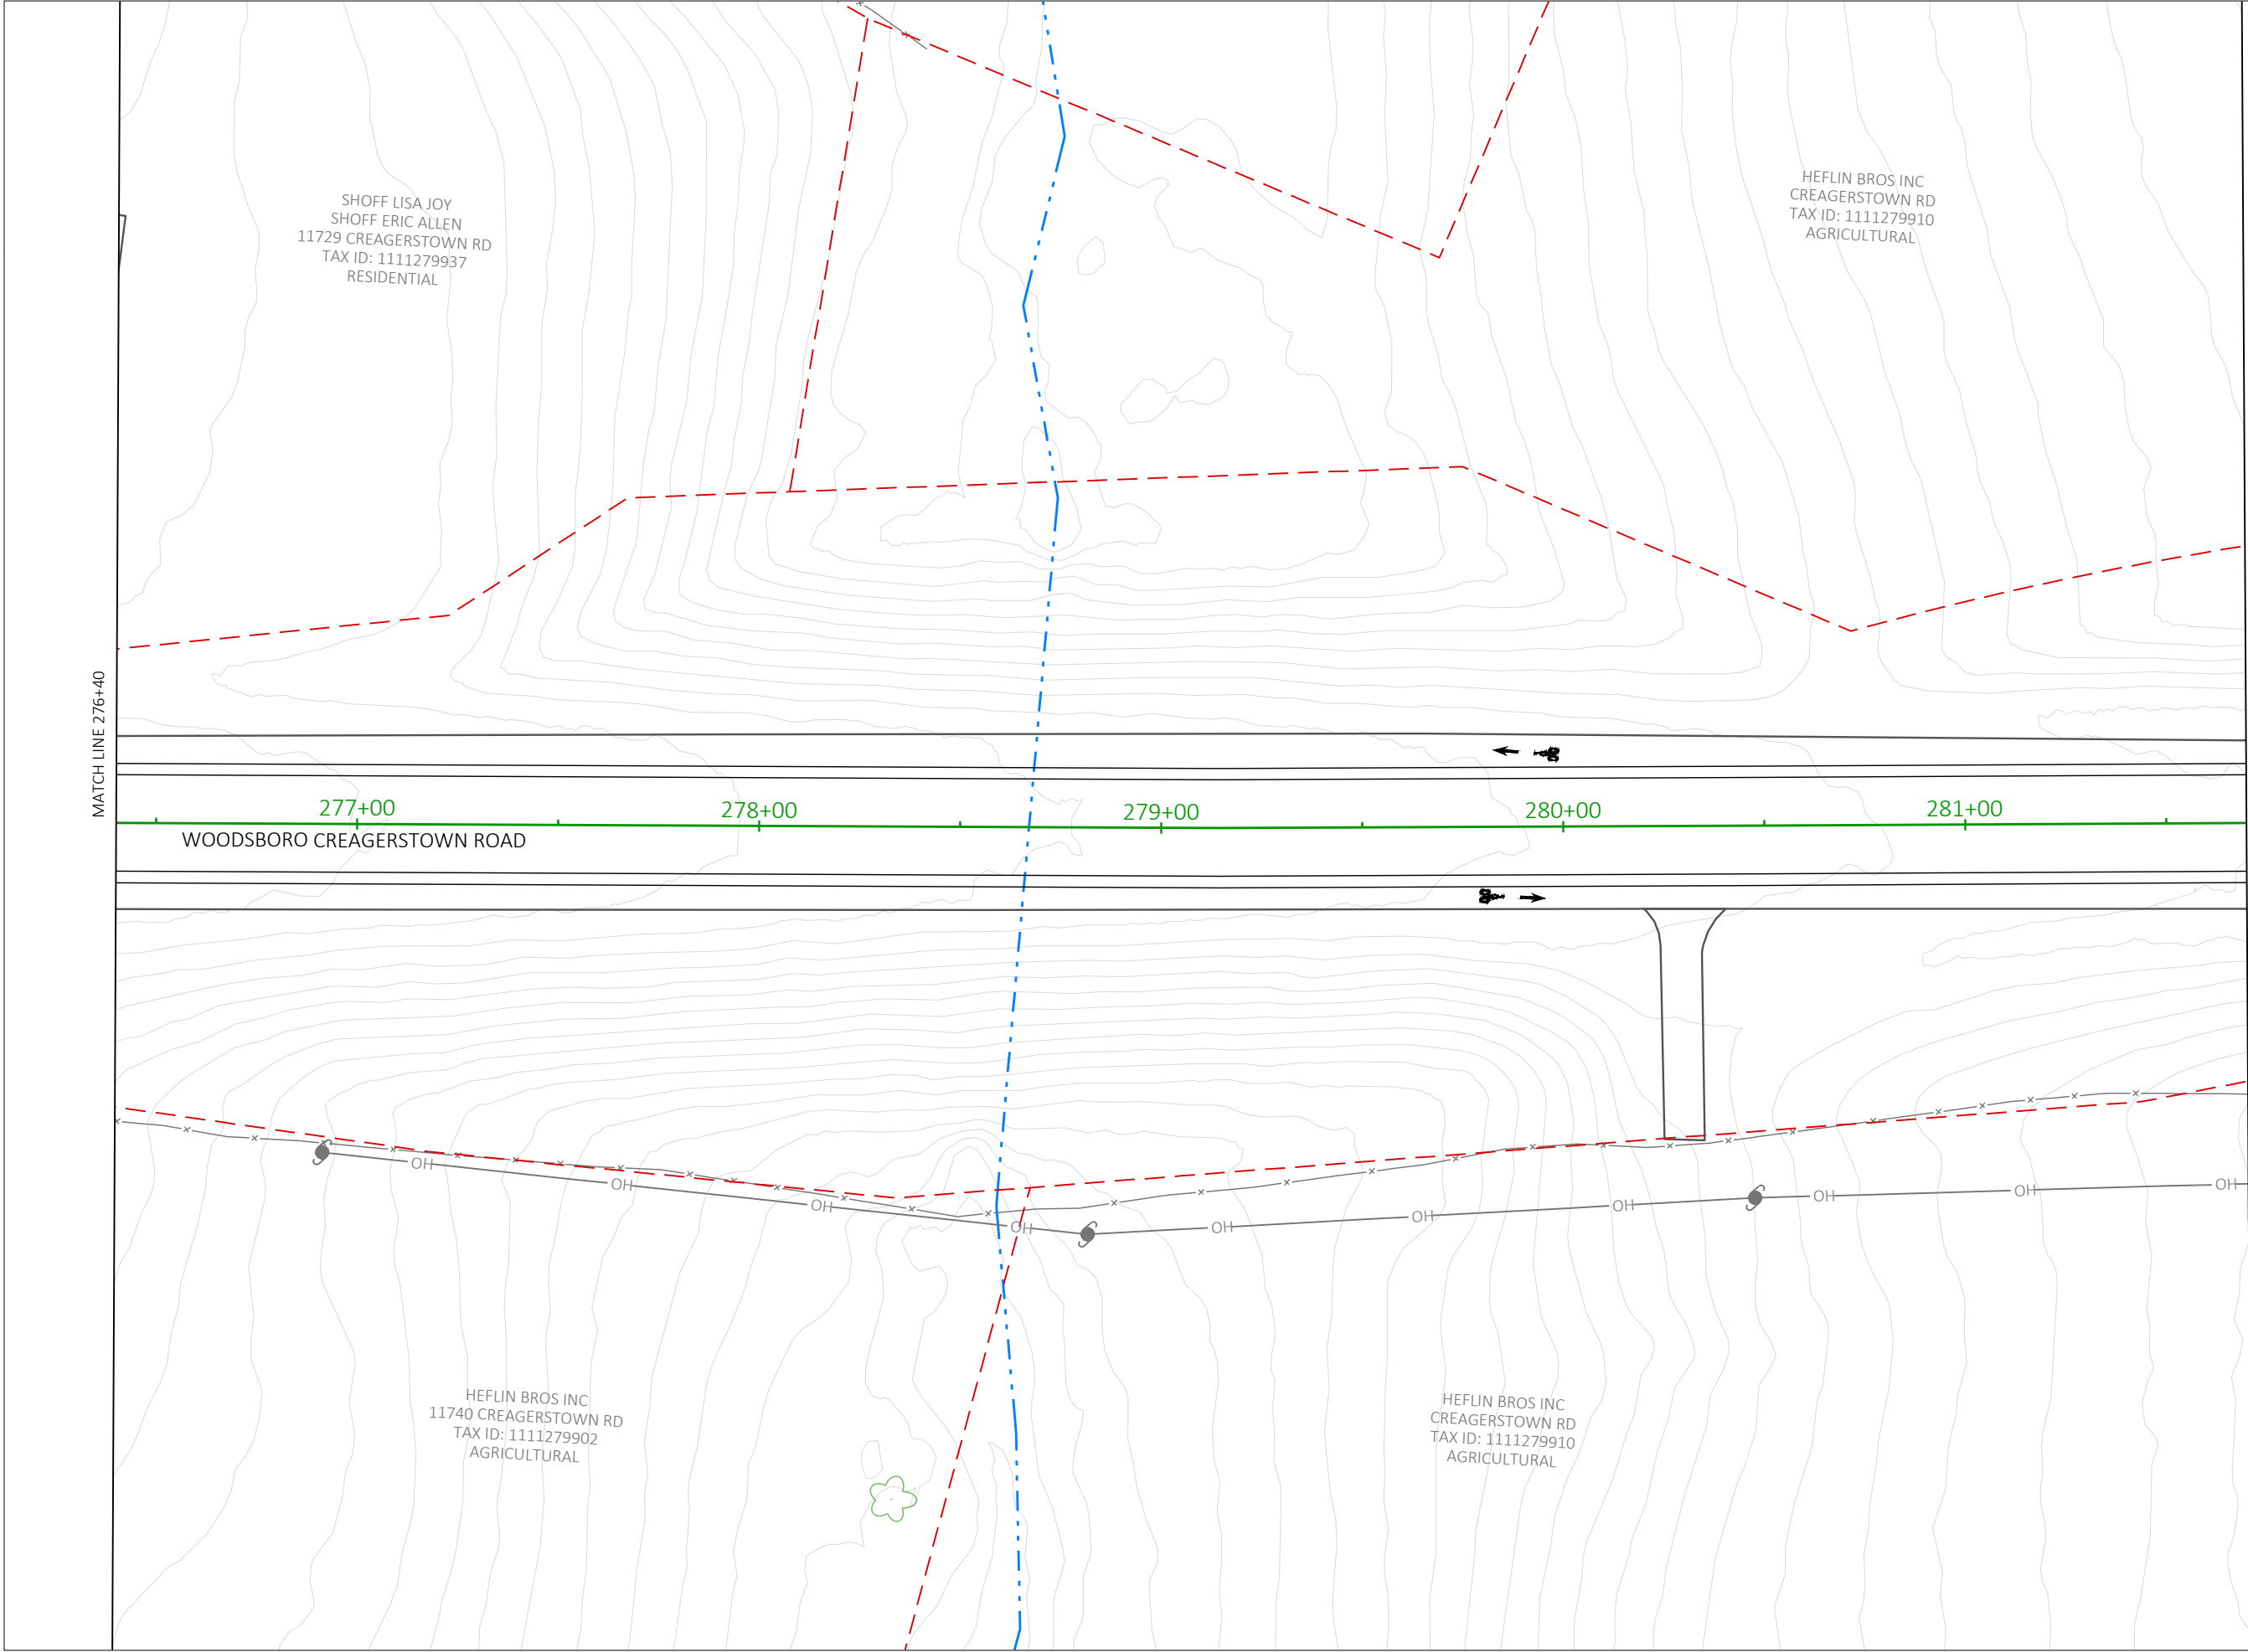 SHOFF LISA JOY
SHOFF ERIC ALLEN
11729 CREAGERSTOWN RD
TAX ID: 1111279937
RESIDENTIAL
HEFLIN BROS INC
CREAGERSTOWN RD
TAX ID: 1111279910
AGRICULTURAL
MATCH LINE 276+40
277+00
278+00
279+00
280+00
281+00
WOODSBORO CREAGERSTOWN ROAD
OH
OH
OH
OH
OH
OH
OH
OH
OH
OH
HEFLIN BROS INC
11740 CREAGERSTOWN RD
TAX ID: 1111279902
AGRICULTURAL
HEFLIN BROS INC
CREAGERSTOWN RD
TAX ID: 1111279910
AGRICULTURAL